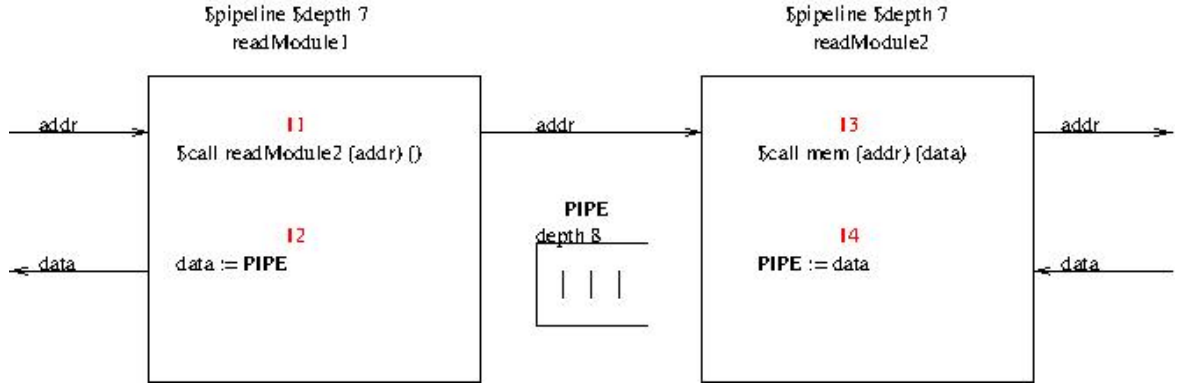 $pipeline $depth 7
readModule1
$pipeline $depth 7
readModule2
addr
I1
$call readModule2 (addr) ()
addr
I3
$call mem (addr) (data)
addr
PIPE
depth 8
I2
data := PIPE
data
I4
PIPE := data
data